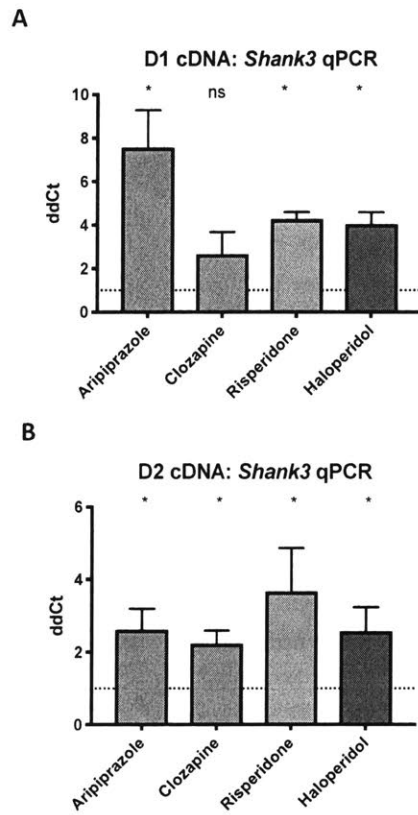 A
D1 cDNA: Shank3 qPCR
* ns * *
10
8
6
4
2
0
ddCt
Aripiprazole
Clozapine
Risperidone
Haloperidol
B
D2 cDNA: Shank3 qPCR
* * * *
6
4
2
0
ddCt
Aripiprazole
Clozapine
Risperidone
Haloperidol